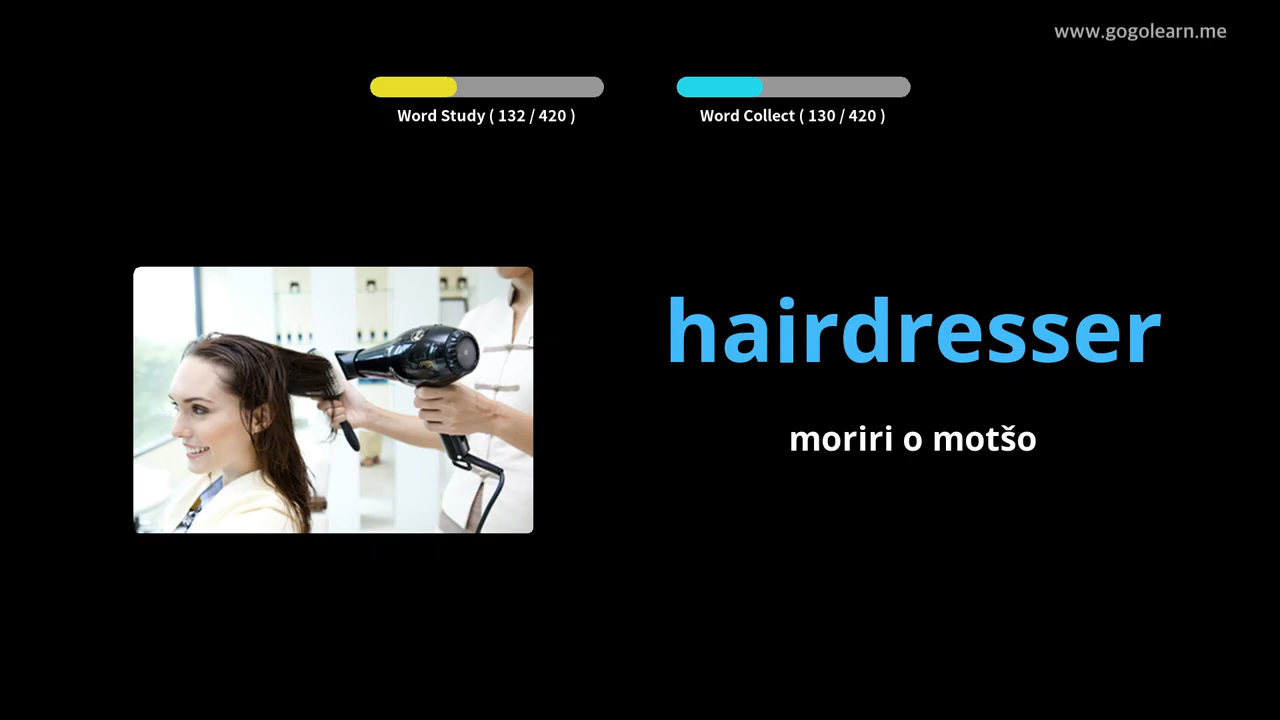 www.gogolearn.me
Word Study ( 132 / 420 )
Word Collect ( 130 / 420 )
hairdresser
moriri o motšo